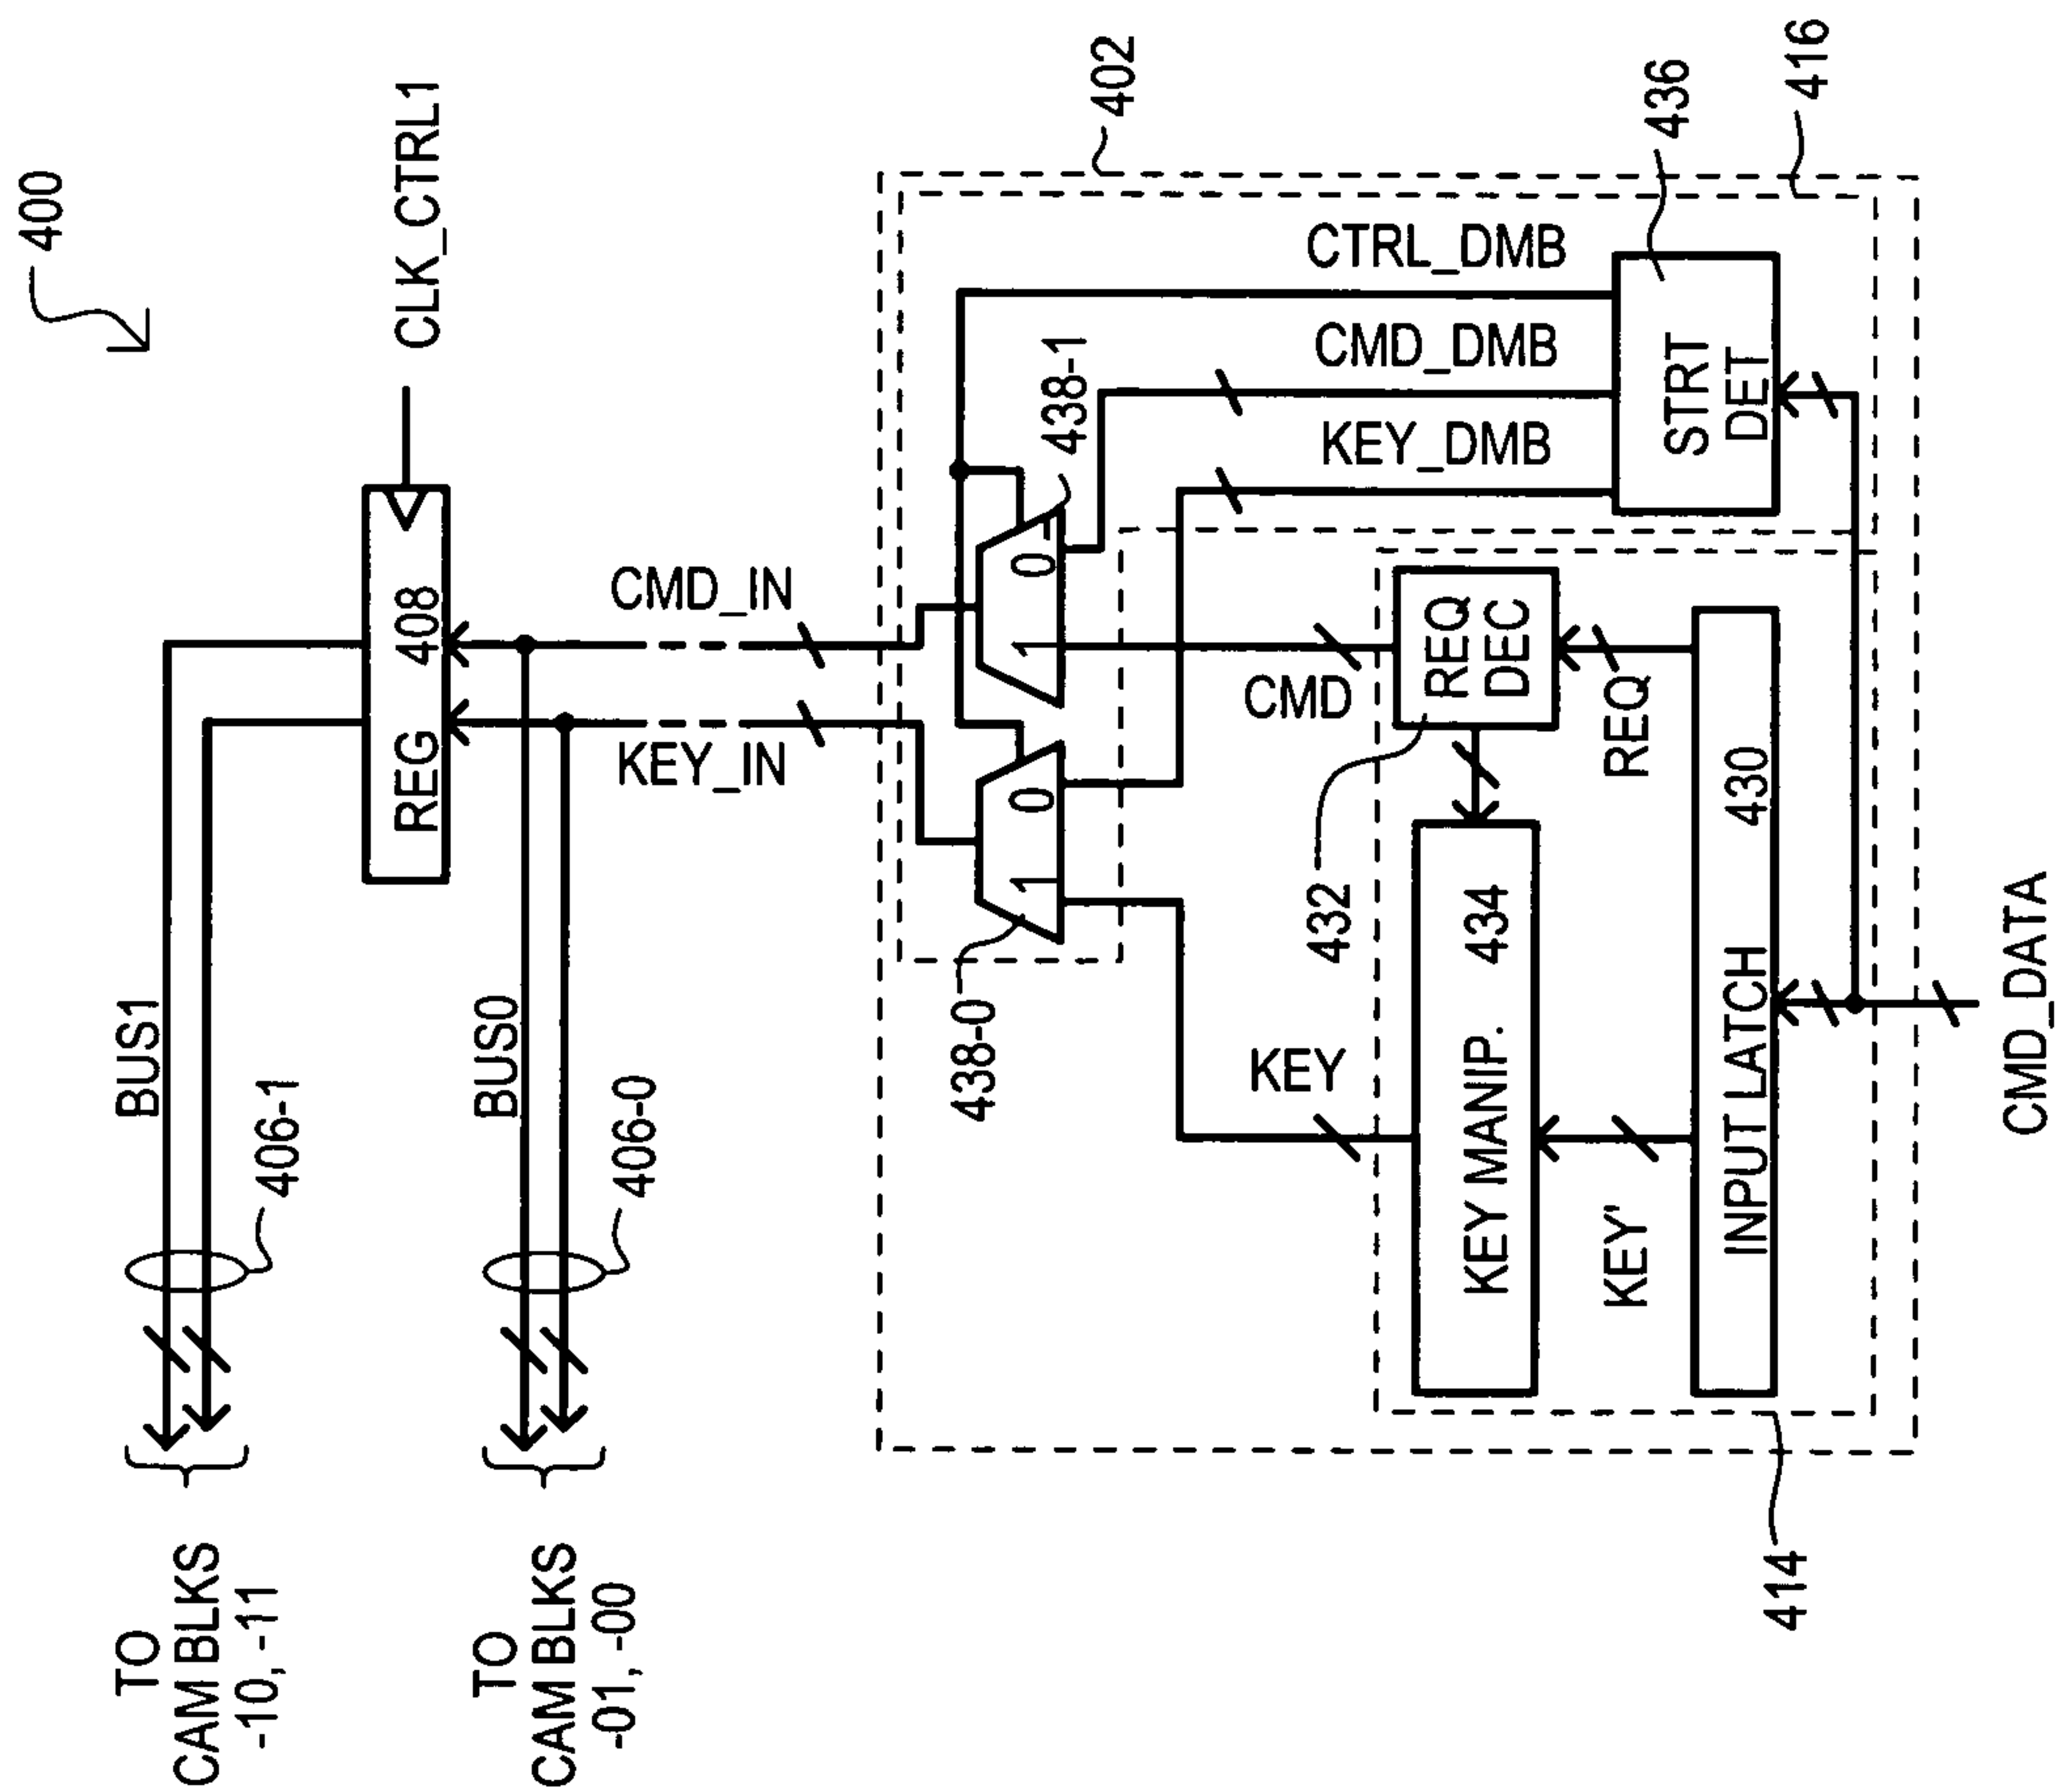 400
TO
CAM BLKS
-10, -11
BUS1
406-1
TO
CAM BLKS
-01, -00
BUS0
406-0
REG 408
CLK_CTRL1
KEY_IN
CMD_IN
402
438-0
1 0
1 0
438-1
KEY
CMD
KEY_DMB
CMD_DMB
CTRL_DMB
432
REQ
DEC
KEY MANIP. 434
KEY'
REQ
STRT
DET
436
416
INPUT LATCH 430
414
CMD_DATA